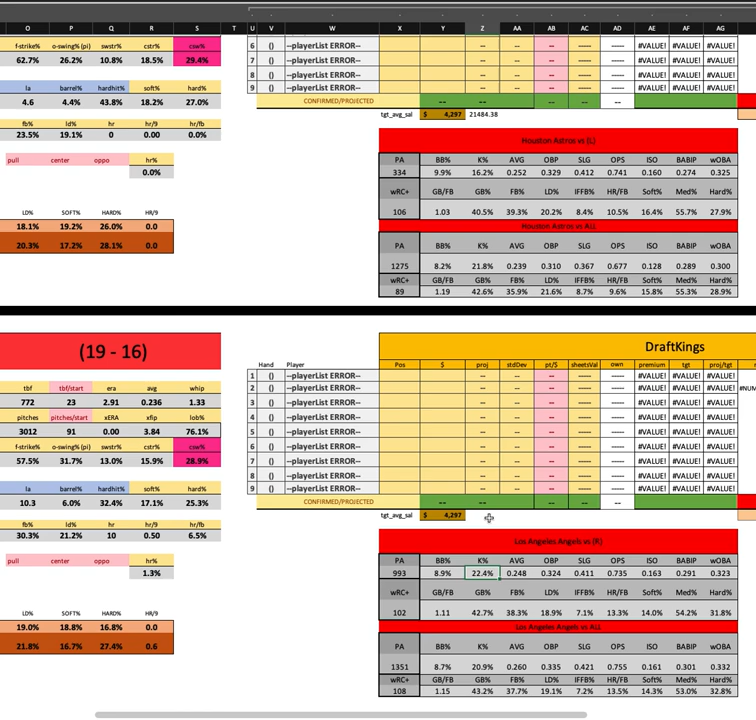 O P Q R S T U V W X Y Z AA AB AC AD AE AF AG
f-strike% o-swing% (pi) swstr% cstr% csw% 6 () --playerList ERROR-- -- -- -- ----- ----- #VALUE! #VALUE! #VALUE!
62.7% 26.2% 10.8% 18.5% 29.4% 7 () --playerList ERROR-- -- -- -- ----- ----- #VALUE! #VALUE! #VALUE!
8 () --playerList ERROR-- -- -- -- ----- ----- #VALUE! #VALUE! #VALUE!
la barrel% hardhit% soft% hard% 9 () --playerList ERROR-- -- -- -- ----- ----- #VALUE! #VALUE! #VALUE!
4.6 4.4% 43.8% 18.2% 27.0% CONFIRMED/PROJECTED -- -- -- -- --
fb% ld% hr hr/9 hr/fb tgt_avg_sal $ 4,297 21484.38
23.5% 19.1% 0 0.00 0.0%
Houston Astros vs (L)
pull center oppo hr% PA BB% K% AVG OBP SLG OPS ISO BABIP wOBA
0.0% 334 9.9% 16.2% 0.252 0.329 0.412 0.741 0.160 0.274 0.325
wRC+ GB/FB GB% FB% LD% IFFB% HR/FB Soft% Med% Hard%
LD% SOFT% HARD% HR/9 106 1.03 40.5% 39.3% 20.2% 8.4% 10.5% 16.4% 55.7% 27.9%
18.1% 19.2% 26.0% 0.0 Houston Astros vs ALL
20.3% 17.2% 28.1% 0.0 PA BB% K% AVG OBP SLG OPS ISO BABIP wOBA
1275 8.2% 21.8% 0.239 0.310 0.367 0.677 0.128 0.289 0.300
wRC+ GB/FB GB% FB% LD% IFFB% HR/FB Soft% Med% Hard%
89 1.19 42.6% 35.9% 21.6% 8.7% 9.6% 15.8% 55.3% 28.9%
(19 - 16) DraftKings
Hand Player Pos $ proj stdDev pt/$ sheetsVal own premium tgt proj/tgt
1 () --playerList ERROR-- -- -- -- ----- ----- #VALUE! #VALUE! #VALUE!
tbf tbf/start era avg whip 2 () --playerList ERROR-- -- -- -- ----- ----- #VALUE! #VALUE! #VALUE! #NUM
772 23 2.91 0.236 1.33 3 () --playerList ERROR-- -- -- -- ----- ----- #VALUE! #VALUE! #VALUE!
pitches pitches/start xERA xfip lob% 4 () --playerList ERROR-- -- -- -- ----- ----- #VALUE! #VALUE! #VALUE!
3012 91 0.00 3.84 76.1% 5 () --playerList ERROR-- -- -- -- ----- ----- #VALUE! #VALUE! #VALUE!
f-strike% o-swing% (pi) swstr% cstr% csw% 6 () --playerList ERROR-- -- -- -- ----- ----- #VALUE! #VALUE! #VALUE!
57.5% 31.7% 13.0% 15.9% 28.9% 7 () --playerList ERROR-- -- -- -- ----- ----- #VALUE! #VALUE! #VALUE!
8 () --playerList ERROR-- -- -- -- ----- ----- #VALUE! #VALUE! #VALUE!
la barrel% hardhit% soft% hard% 9 () --playerList ERROR-- -- -- -- ----- ----- #VALUE! #VALUE! #VALUE!
10.3 6.0% 32.4% 17.1% 25.3% CONFIRMED/PROJECTED -- -- -- -- --
fb% ld% hr hr/9 hr/fb tgt_avg_sal $ 4,297
30.3% 21.2% 10 0.50 6.5%
Los Angeles Angels vs (R)
pull center oppo hr% PA BB% K% AVG OBP SLG OPS ISO BABIP wOBA
1.3% 993 8.9% 22.4% 0.248 0.324 0.411 0.735 0.163 0.291 0.323
wRC+ GB/FB GB% FB% LD% IFFB% HR/FB Soft% Med% Hard%
LD% SOFT% HARD% HR/9 102 1.11 42.7% 38.3% 18.9% 7.1% 13.3% 14.0% 54.2% 31.8%
19.0% 18.8% 16.8% 0.0 Los Angeles Angels vs ALL
21.8% 16.7% 27.4% 0.6 PA BB% K% AVG OBP SLG OPS ISO BABIP wOBA
1351 8.7% 20.9% 0.260 0.335 0.421 0.755 0.161 0.301 0.332
wRC+ GB/FB GB% FB% LD% IFFB% HR/FB Soft% Med% Hard%
108 1.15 43.2% 37.7% 19.1% 7.2% 13.5% 14.3% 53.0% 32.8%